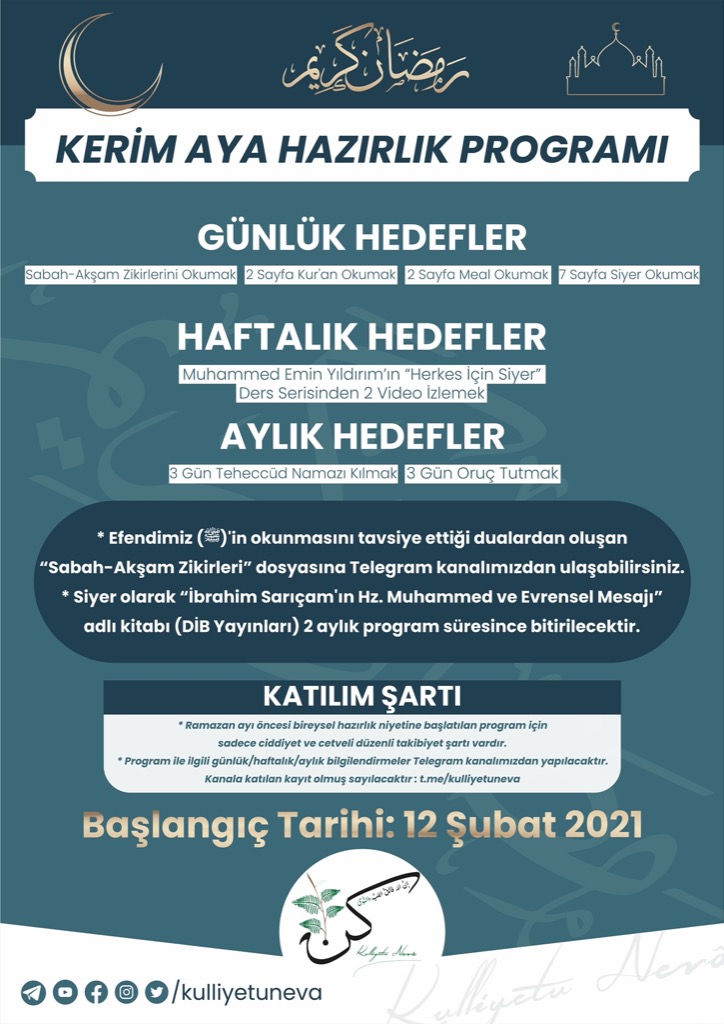 رمضان كريم
KERİM AYA HAZIRLIK PROGRAMI
GÜNLÜK HEDEFLER
Sabah-Akşam Zikirlerini Okumak 2 Sayfa Kur'an Okumak 2 Sayfa Meal Okumak 7 Sayfa Siyer Okumak
HAFTALIK HEDEFLER
Muhammed Emin Yıldırım'ın “Herkes İçin Siyer”
Ders Serisinden 2 Video İzlemek
AYLIK HEDEFLER
3 Gün Teheccüd Namazı Kılmak 3 Gün Oruç Tutmak
* Efendimiz (ﷺ)'in okunmasını tavsiye ettiği dualardan oluşan
“Sabah-Akşam Zikirleri” dosyasına Telegram kanalımızdan ulaşabilirsiniz.
* Siyer olarak “İbrahim Sarıçam'ın Hz. Muhammed ve Evrensel Mesajı”
adlı kitabı (DİB Yayınları) 2 aylık program süresince bitirilecektir.
KATILIM ŞARTI
* Ramazan ayı öncesi bireysel hazırlık niyetine başlatılan program için
sadece ciddiyet ve cetveli düzenli takibiyet şartı vardır.
* Program ile ilgili günlük/haftalık/aylık bilgilendirmeler Telegram kanalımızdan yapılacaktır.
Kanala katılan kayıt olmuş sayılacaktır : t.me/kulliyetuneva
Başlangıç Tarihi: 12 Şubat 2021
Kulliyetu Nevâ
/kulliyetuneva
Kulliyetu Nevâ